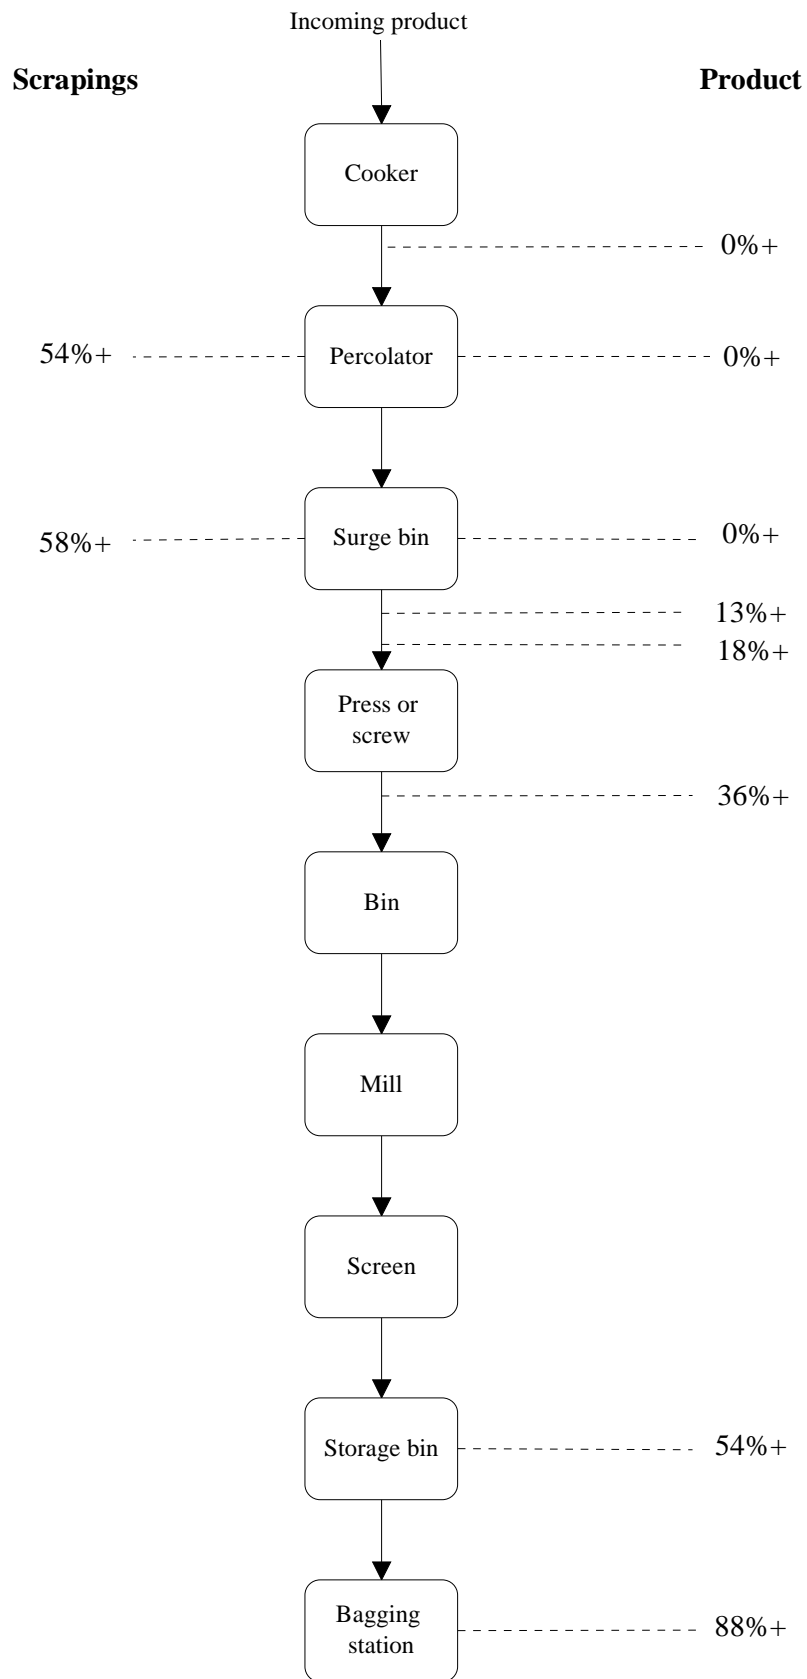 Incoming product
Scrapings
Product
Cooker
0%+
54%+
Percolator
0%+
58%+
Surge bin
0%+
13%+
18%+
Press or
screw
36%+
Bin
Mill
Screen
Storage bin
54%+
Bagging
station
88%+